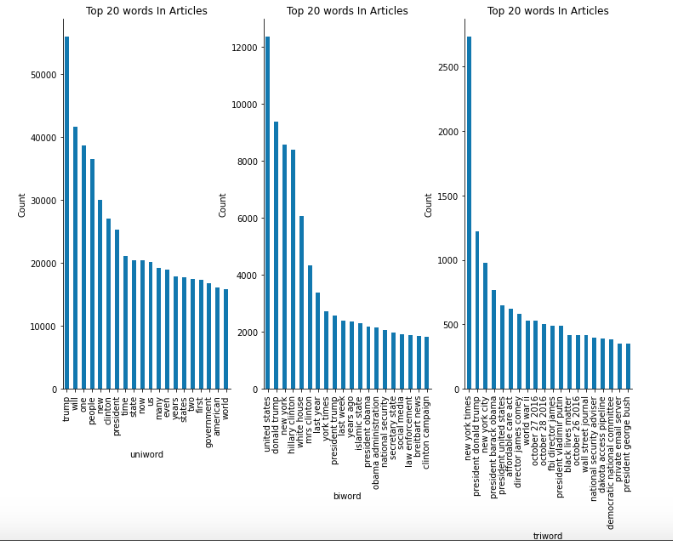 Top 20 words In Articles
Count
50000
40000
30000
20000
10000
0
trump
will
one
people
new
clinton
president
time
state
now
us
many
even
years
states
two
first
government
american
world
uniword
Top 20 words In Articles
Count
12000
10000
8000
6000
4000
2000
0
united states
donald trump
new york
hillary clinton
white house
mrs clinton
last year
york times
president trump
last week
years ago
islamic state
president obama
obama administration
national security
secretary state
social media
law enforcement
breitbart news
clinton campaign
biword
Top 20 words In Articles
Count
2500
2000
1500
1000
500
0
new york times
president donald trump
new york city
president barack obama
president united states
affordable care act
director james comey
world war ii
october 27 2016
october 28 2016
fbi director james
president vladimir putin
black lives matter
october 26 2016
wall street journal
national security adviser
dakota access pipeline
democratic national committee
private email server
president george bush
triword